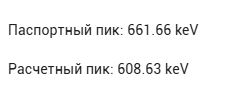 Паспортный пик: 661.66 keV
Расчетный пик: 608.63 keV